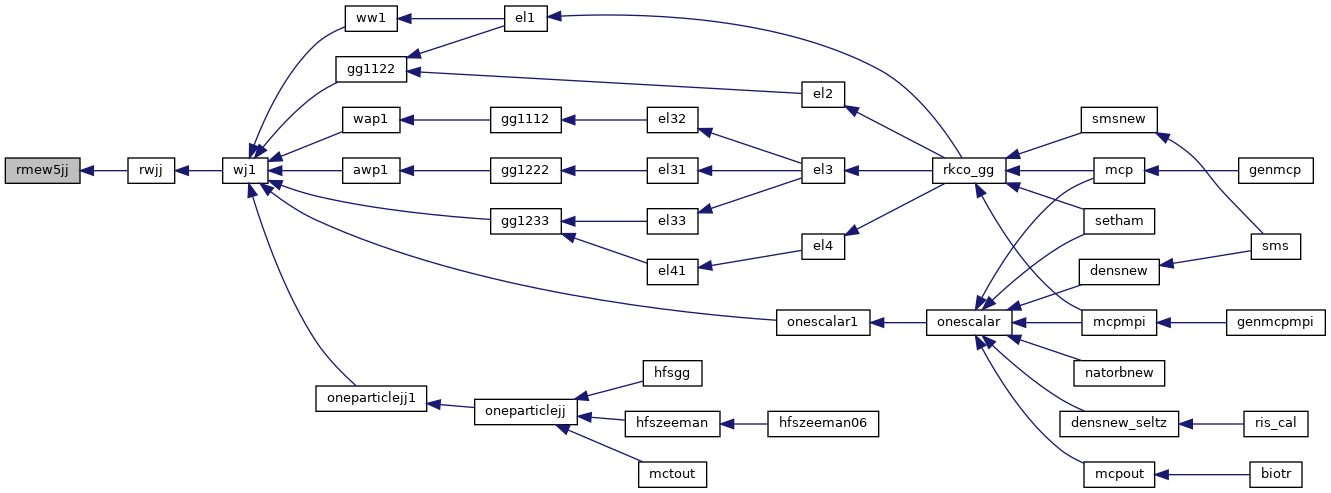 ww1
el1
gg1122
el2
wap1
gg1112
el32
smsnew
rmew5jj
rwjj
wj1
awp1
gg1222
el31
el3
rkco_gg
mcp
genmcp
gg1233
el33
setham
el4
sms
el41
densnew
onescalar1
onescalar
mcpmpi
genmcpmpi
hfsgg
natorbnew
oneparticlejj1
oneparticlejj
hfszeeman
hfszeeman06
densnew_seltz
ris_cal
mctout
mcpout
biotr